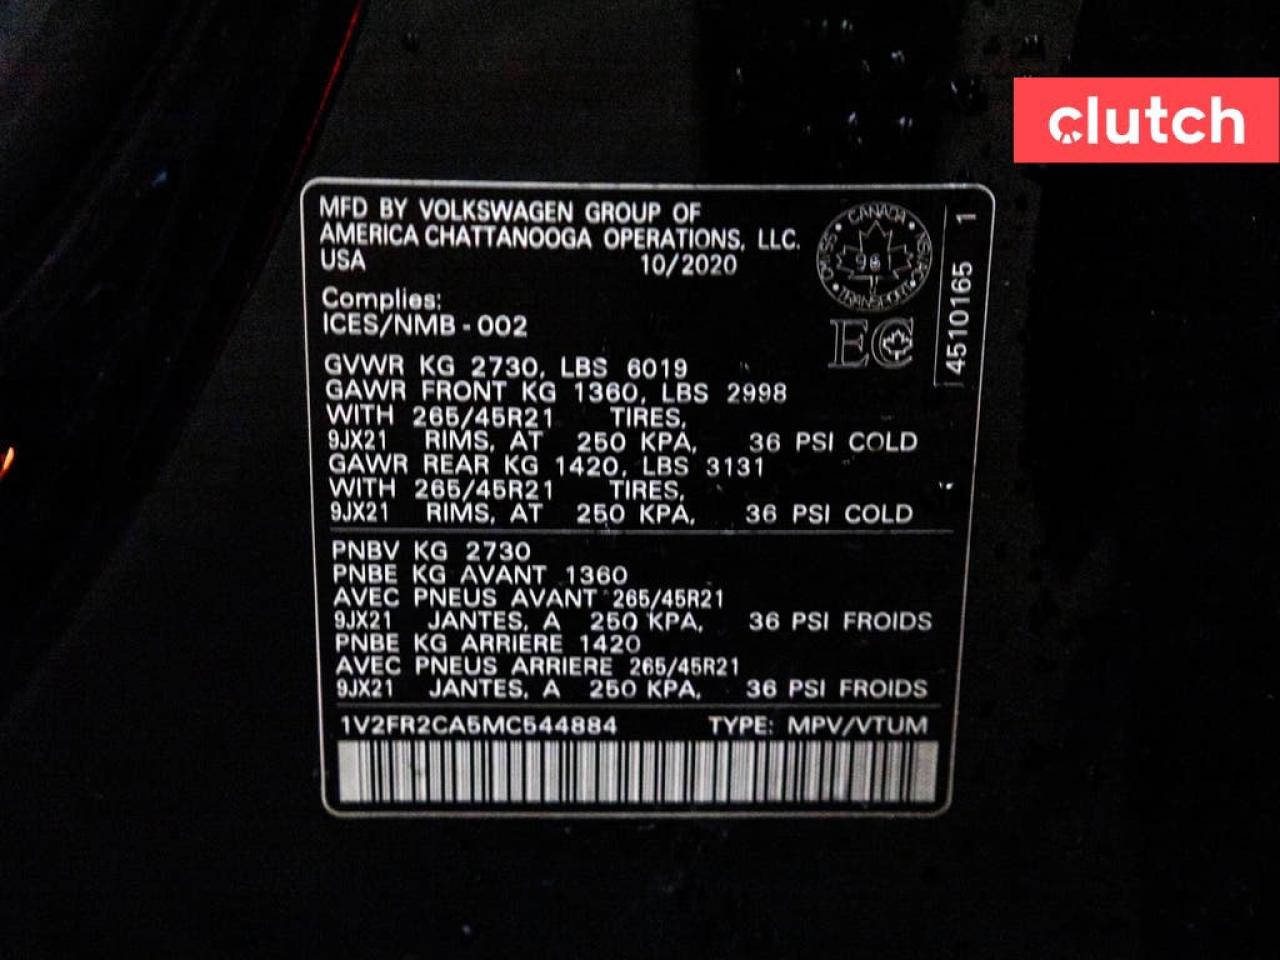 clutch
MFD BY VOLKSWAGEN GROUP OF
AMERICA CHATTANOOGA OPERATIONS, LLC.
USA 10/2020
Complies:
ICES/NMB - 002
GVWR KG 2730, LBS 6019
GAWR FRONT KG 1360, LBS 2998
WITH 265/45R21 TIRES,
9JX21 RIMS, AT 250 KPA, 36 PSI COLD
GAWR REAR KG 1420, LBS 3131
WITH 265/45R21 TIRES,
9JX21 RIMS, AT 250 KPA, 36 PSI COLD
CANADA
TRANSPORT
EC
4510165 1
PNBV KG 2730
PNBE KG AVANT 1360
AVEC PNEUS AVANT 265/45R21
9JX21 JANTES, A 250 KPA, 36 PSI FROIDS
PNBE KG ARRIERE 1420
AVEC PNEUS ARRIERE 265/45R21
9JX21 JANTES, A 250 KPA, 36 PSI FROIDS
1V2FR2CA5MC544884 TYPE: MPV/VTUM